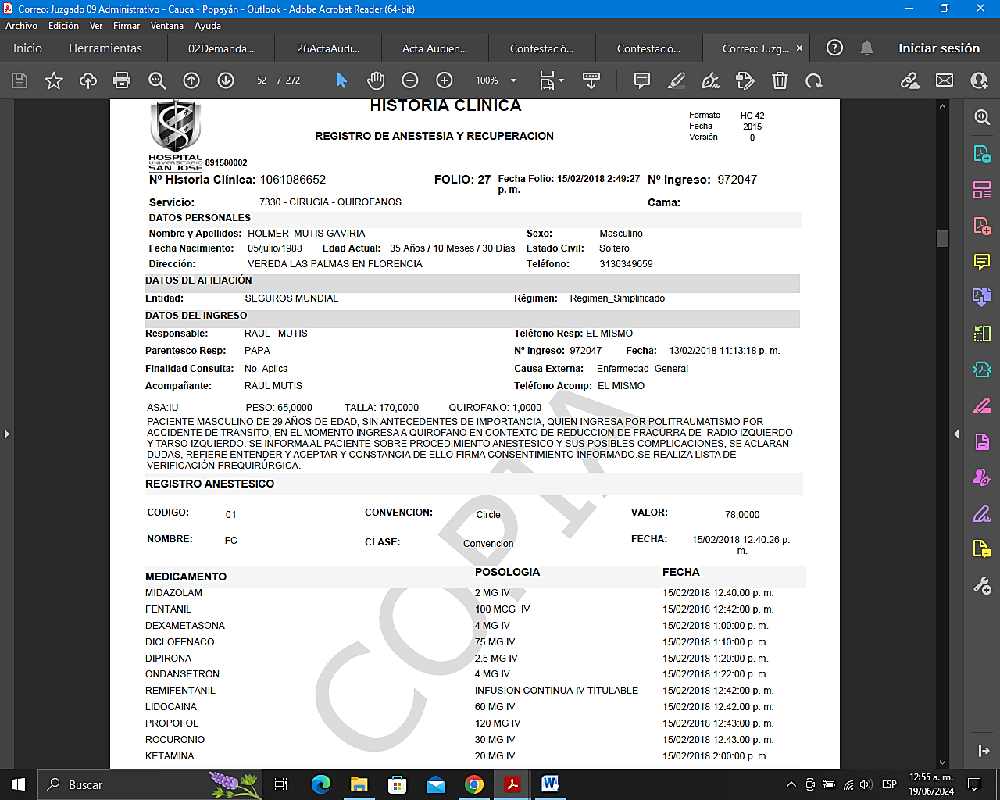 Correo: Juzgado 09 Administrativo - Cauca - Popayán - Outlook - Adobe Acrobat Reader (64-bit)
Archivo Edición Ver Firmar Ventana Ayuda
Inicio Herramientas 02Demanda... 26ActaAudi... Acta Audien... Contestació... Contestació... Correo: Juzg... Iniciar sesión
52 / 272 100%
HISTORIA CLINICA
Formato HC 42
REGISTRO DE ANESTESIA Y RECUPERACION
Fecha 2015
Versión 0
HOSPITAL
UNIVERSITARIO
SAN JOSE 891580002
Nº Historia Clínica: 1061086652 FOLIO: 27 Fecha Folio: 15/02/2018 2:49:27 p. m. Nº Ingreso: 972047
Servicio: 7330 - CIRUGIA - QUIROFANOS Cama:
DATOS PERSONALES
Nombre y Apellidos: HOLMER MUTIS GAVIRIA Sexo: Masculino
Fecha Nacimiento: 05/julio/1988 Edad Actual: 35 Años / 10 Meses / 30 Días Estado Civil: Soltero
Dirección: VEREDA LAS PALMAS EN FLORENCIA Teléfono: 3136349659
DATOS DE AFILIACIÓN
Entidad: SEGUROS MUNDIAL Régimen: Regimen_Simplificado
DATOS DEL INGRESO
Responsable: RAUL MUTIS Teléfono Resp: EL MISMO
Parentesco Resp: PAPA Nº Ingreso: 972047 Fecha: 13/02/2018 11:13:18 p. m.
Finalidad Consulta: No_Aplica Causa Externa: Enfermedad_General
Acompañante: RAUL MUTIS Teléfono Acomp: EL MISMO
ASA:IU PESO: 65,0000 TALLA: 170,0000 QUIROFANO: 1,0000
PACIENTE MASCULINO DE 29 AÑOS DE EDAD, SIN ANTECEDENTES DE IMPORTANCIA, QUIEN INGRESA POR POLITRAUMATISMO POR
ACCIDENTE DE TRANSITO, EN EL MOMENTO INGRESA A QUIROFANO EN CONTEXTO DE REDUCCION DE FRACURRA DE RADIO IZQUIERDO
Y TARSO IZQUIERDO. SE INFORMA AL PACIENTE SOBRE PROCEDIMIENTO ANESTESICO Y SUS POSIBLES COMPLICACIONES, SE ACLARAN
DUDAS, REFIERE ENTENDER Y ACEPTAR Y CONSTANCIA DE ELLO FIRMA CONSENTIMIENTO INFORMADO.SE REALIZA LISTA DE
VERIFICACIÓN PREQUIRÚRGICA.
REGISTRO ANESTESICO
CODIGO: 01 CONVENCION: Circle VALOR: 78,0000
NOMBRE: FC CLASE: Convencion FECHA: 15/02/2018 12:40:26 p. m.
MEDICAMENTO POSOLOGIA FECHA
MIDAZOLAM 2 MG IV 15/02/2018 12:40:00 p. m.
FENTANIL 100 MCG IV 15/02/2018 12:42:00 p. m.
DEXAMETASONA 4 MG IV 15/02/2018 1:00:00 p. m.
DICLOFENACO 75 MG IV 15/02/2018 1:10:00 p. m.
DIPIRONA 2.5 MG IV 15/02/2018 1:20:00 p. m.
ONDANSETRON 4 MG IV 15/02/2018 1:22:00 p. m.
REMIFENTANIL INFUSION CONTINUA IV TITULABLE 15/02/2018 12:42:00 p. m.
LIDOCAINA 60 MG IV 15/02/2018 12:42:00 p. m.
PROPOFOL 120 MG IV 15/02/2018 12:43:00 p. m.
ROCURONIO 30 MG IV 15/02/2018 12:43:00 p. m.
KETAMINA 20 MG IV 15/02/2018 2:00:00 p. m.
COPIA
Buscar ESP 12:55 a. m.
19/06/2024